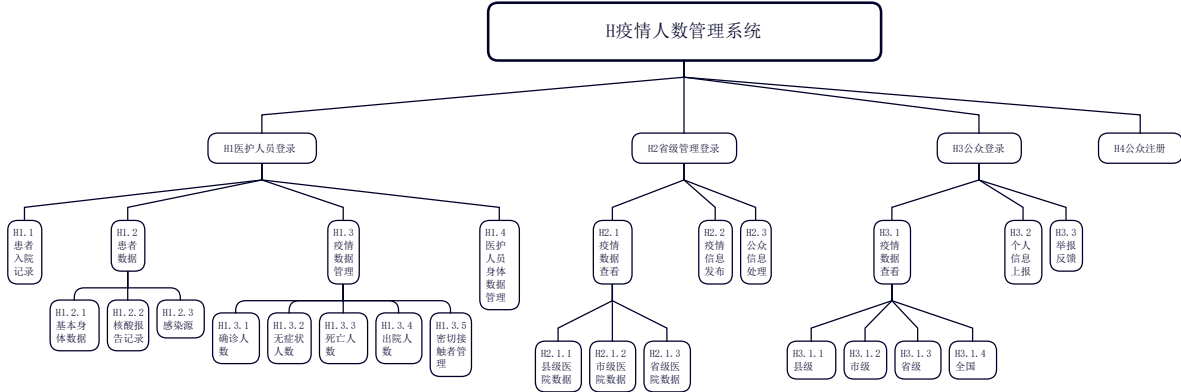 H疫情人数管理系统
H1医护人员登录
H2省级管理登录
H3公众登录
H4公众注册
H1.1
患者
入院
记录
H1.2
患者
数据
H1.3
疫情
数据
管理
H1.4
医护
人员
身体
数据
管理
H2.1
疫情
数据
查看
H2.2
疫情
信息
发布
H2.3
公众
信息
处理
H3.1
疫情
数据
查看
H3.2
个人
信息
上报
H3.3
举报
反馈
H1.2.1
基本身
体数据
H1.2.2
核酸报
告记录
H1.2.3
感染源
H1.3.1
确诊人
数
H1.3.2
无症状
人数
H1.3.3
死亡人
数
H1.3.4
出院人
数
H1.3.5
密切接
触者管
理
H2.1.1
县级医
院数据
H2.1.2
市级医
院数据
H2.1.3
省级医
院数据
H3.1.1
县级
H3.1.2
市级
H3.1.3
省级
H3.1.4
全国